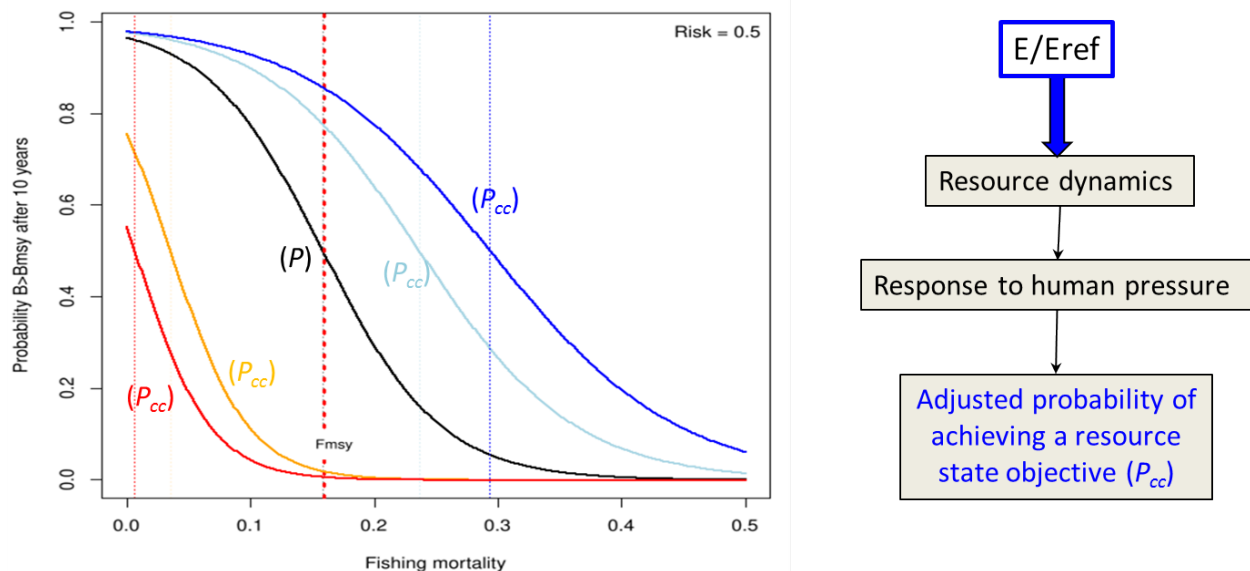 Risk = 0.5
Probability B>Bmsy after 10 years
1.0
0.8
0.6
0.4
0.2
0.0
(P)
(Pcc)
(Pcc)
(Pcc)
(Pcc)
Fmsy
0.0 0.1 0.2 0.3 0.4 0.5
Fishing mortality
E/Eref
Resource dynamics
Response to human pressure
Adjusted probability of
achieving a resource
state objective (Pcc)